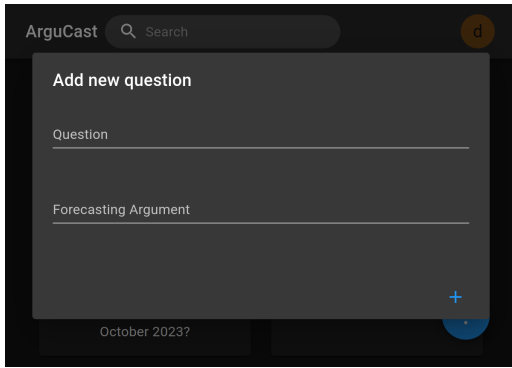 ArguCast
Search
d
Add new question
Question
Forecasting Argument
+
October 2023?